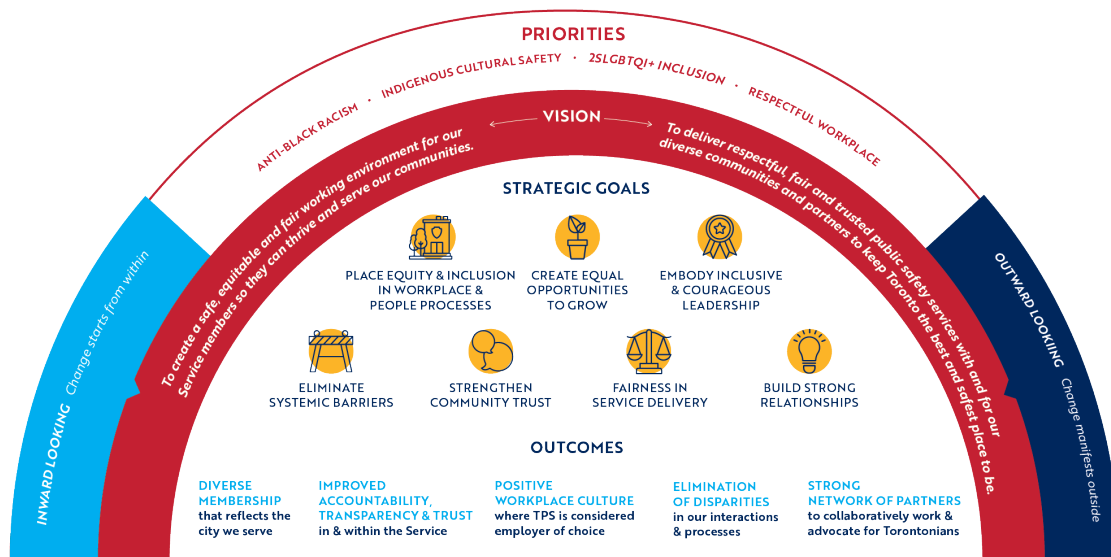 PRIORITIES
ANTI-BLACK RACISM • INDIGENOUS CULTURAL SAFETY • 2SLGBTQI+ INCLUSION • RESPECTFUL WORKPLACE
VISION
To create a safe, equitable and fair working environment for our
Service members so they can thrive and serve our communities.
To deliver respectful, fair and trusted public safety services with and for our
diverse communities and partners to keep Toronto the best and safest place to be.
INWARD LOOKING Change starts from within
OUTWARD LOOKIING Change manifests outside
STRATEGIC GOALS
PLACE EQUITY & INCLUSION
IN WORKPLACE &
PEOPLE PROCESSES
CREATE EQUAL
OPPORTUNITIES
TO GROW
EMBODY INCLUSIVE
& COURAGEOUS
LEADERSHIP
ELIMINATE
SYSTEMIC BARRIERS
STRENGTHEN
COMMUNITY TRUST
FAIRNESS IN
SERVICE DELIVERY
BUILD STRONG
RELATIONSHIPS
OUTCOMES
DIVERSE
MEMBERSHIP
that reflects the
city we serve
IMPROVED
ACCOUNTABILITY,
TRANSPARENCY & TRUST
in & within the Service
POSITIVE
WORKPLACE CULTURE
where TPS is considered
employer of choice
ELIMINATION
OF DISPARITIES
in our interactions
& processes
STRONG
NETWORK OF PARTNERS
to collaboratively work &
advocate for Torontonians